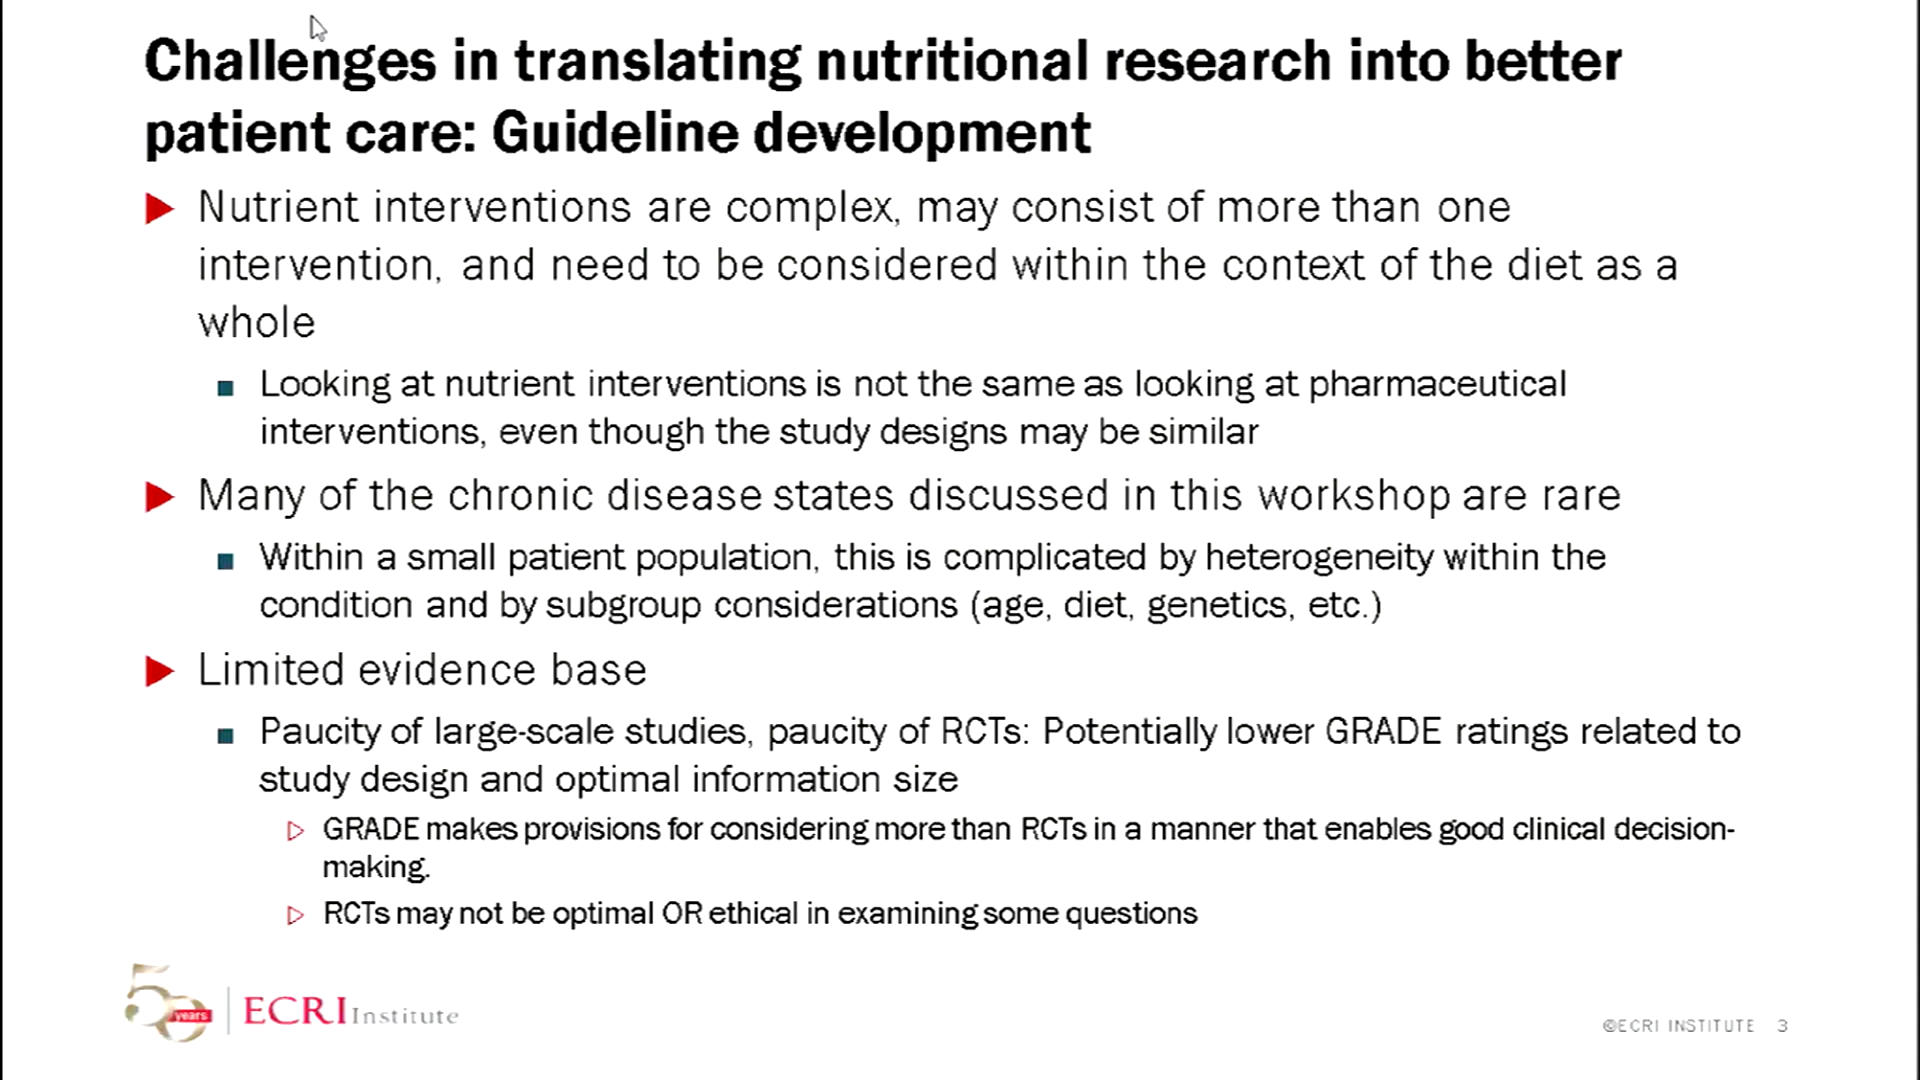 Challenges in translating nutritional research into better
patient care: Guideline development
Nutrient interventions are complex, may consist of more than one
intervention, and need to be considered within the context of the diet as a
whole
Looking at nutrient interventions is not the same as looking at pharmaceutical
interventions, even though the study designs may be similar
Many of the chronic disease states discussed in this workshop are rare
Within a small patient population, this is complicated by heterogeneity within the
condition and by subgroup considerations (age, diet, genetics, etc.)
Limited evidence base
Paucity of large-scale studies, paucity of RCTs: Potentially lower GRADE ratings related to
study design and optimal information size
GRADE makes provisions for considering more than RCTs in a manner that enables good clinical decision-
making.
RCTs may not be optimal OR ethical in examining some questions
50 years ECRI Institute
©ECRI INSTITUTE 3